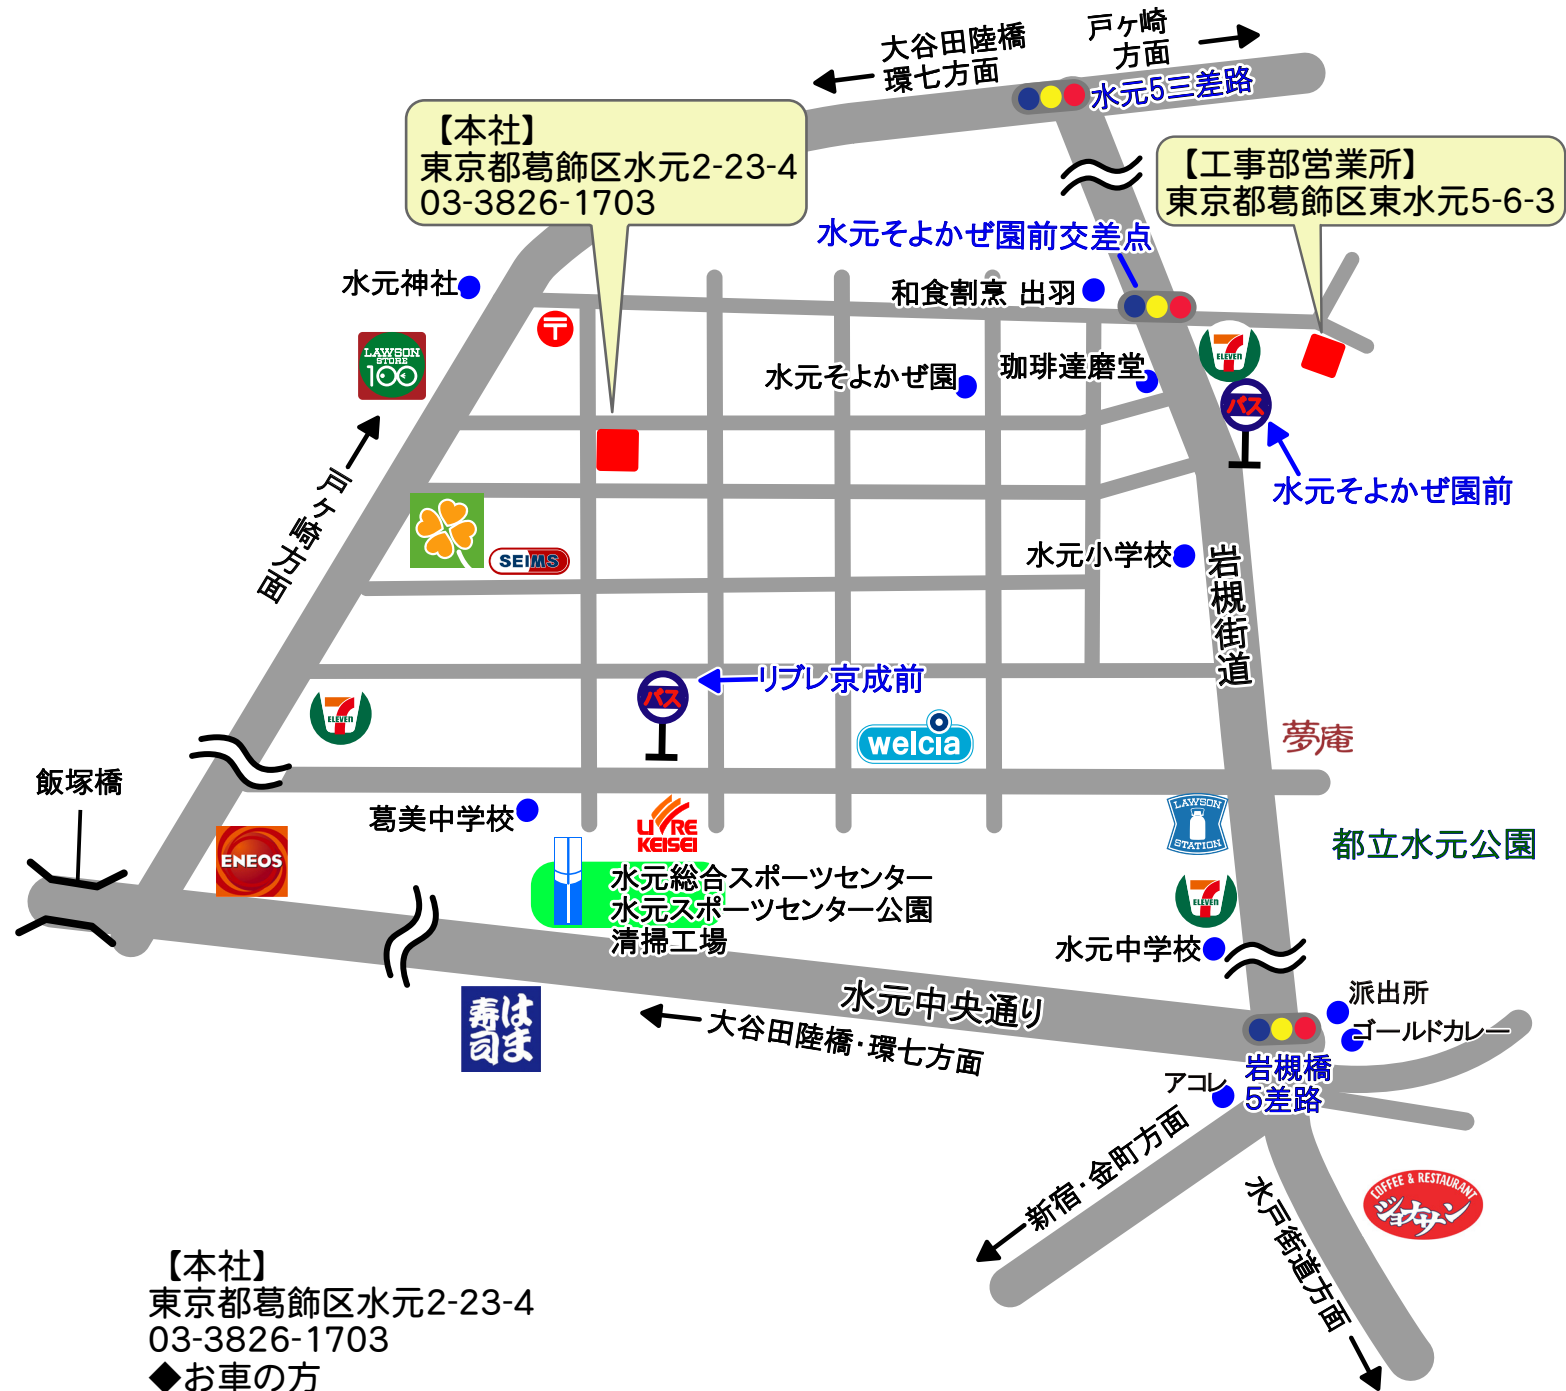 大谷田陸橋
環七方面
戸ヶ崎
方面
水元5三差路
【本社】
東京都葛飾区水元2-23-4
03-3826-1703
【工事部営業所】
東京都葛飾区東水元5-6-3
水元そよかぜ園前交差点
水元神社
和食割烹 出羽
LAWSON
STORE
100
水元そよかぜ園
珈琲達磨堂
7
ELEVEN
バス
水元そよかぜ園前
戸ヶ崎方面
SEIMS
水元小学校
岩槻街道
バス
リブレ京成前
7
ELEVEN
welcia
夢庵
飯塚橋
葛美中学校
LIVRE
KEISEI
LAWSON
STATION
都立水元公園
ENEOS
水元総合スポーツセンター
水元スポーツセンター公園
清掃工場
7
ELEVEN
水元中学校
はま
寿司
水元中央通り
大谷田陸橋・環七方面
派出所
ゴールドカレー
岩槻橋
5差路
アコレ
新宿・金町方面
水戸街道方面
COFFEE & RESTAURANT
ジョナサン
【本社】
東京都葛飾区水元2-23-4
03-3826-1703
◆お車の方